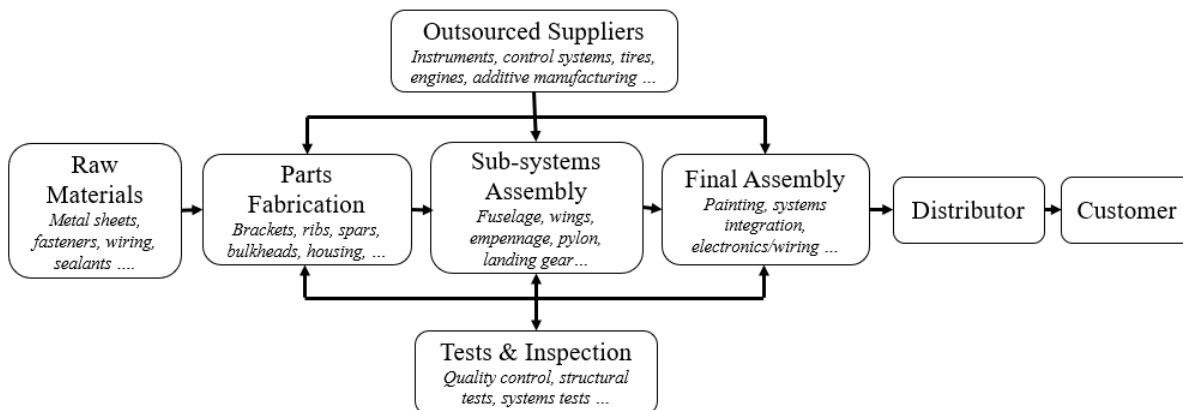 Outsourced Suppliers
Instruments, control systems, tires,
engines, additive manufacturing …
Raw
Materials
Metal sheets,
fasteners, wiring,
sealants ….
Parts
Fabrication
Brackets, ribs, spars,
bulkheads, housing, …
Sub-systems
Assembly
Fuselage, wings,
empennage, pylon,
landing gear…
Final Assembly
Painting, systems
integration,
electronics/wiring …
Distributor
Customer
Tests & Inspection
Quality control, structural
tests, systems tests …